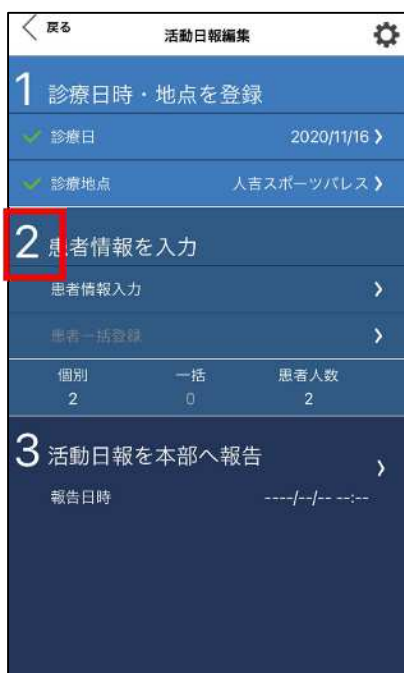 戻る 活動日報編集
1 診療日時・地点を登録
診療日 2020/11/16
診療地点 人吉スポーツパレス
2 患者情報を入力
患者情報入力
患者一括登録
個別 一括 患者人数
2 0 2
3 活動日報を本部へ報告
報告日時 ----/--/-- --:--